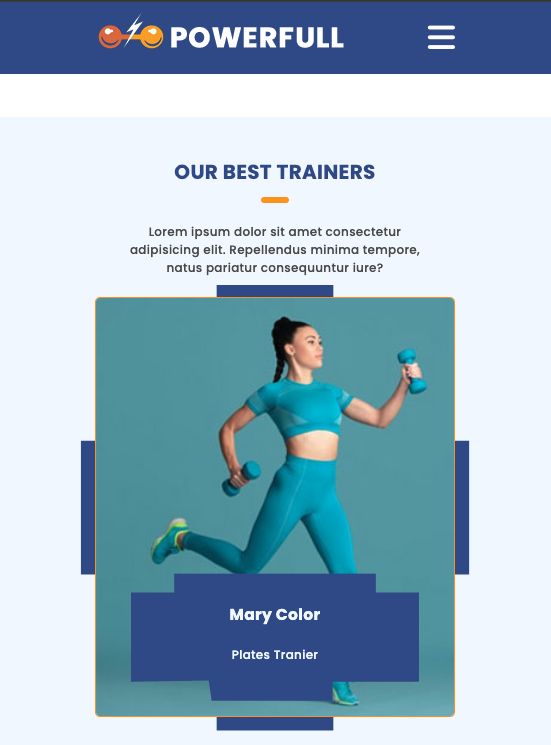 POWERFULL
OUR BEST TRAINERS
Lorem ipsum dolor sit amet consectetur
adipisicing elit. Repellendus minima tempore,
natus pariatur consequuntur iure?
Mary Color
Plates Tranier